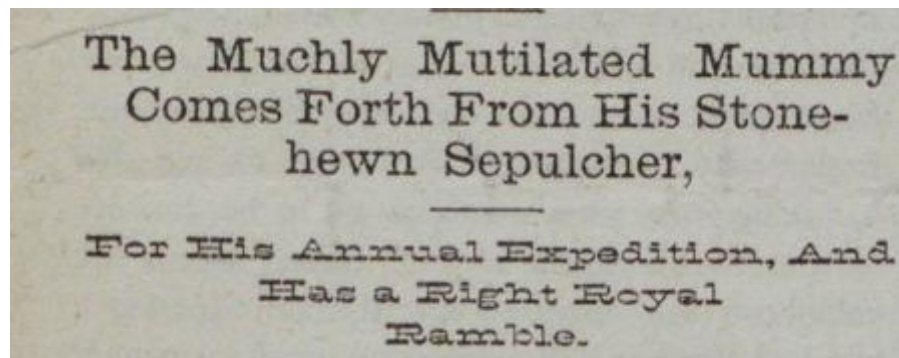 The Muchly Mutilated Mummy
Comes Forth From His Stone-
hewn Sepulcher,
For His Annual Expedition, And
Has a Right Royal
Ramble.